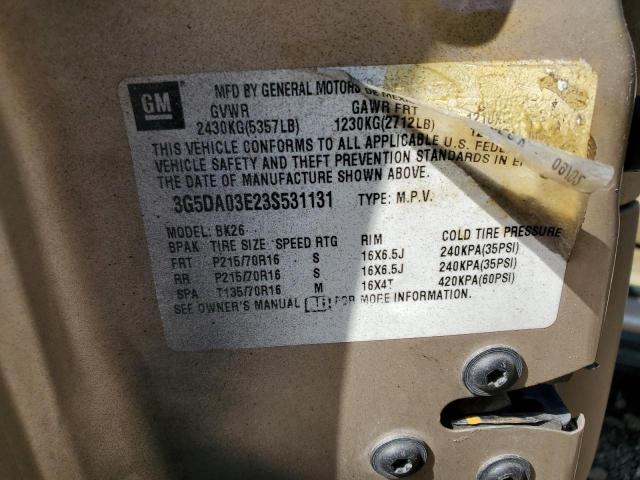 GM
MFD BY GENERAL MOTORS DE
GVWR GAWR FRT
2430KG(5357LB) 1230KG(2712LB)
THIS VEHICLE CONFORMS TO ALL APPLICABLE U.S. FEDE
VEHICLE SAFETY AND THEFT PREVENTION STANDARDS IN
THE DATE OF MANUFACTURE SHOWN ABOVE.
3G5DA03E23S531131 TYPE: M.P.V.
MODEL: BK26
BPAK TIRE SIZE SPEED RTG RIM COLD TIRE PRESSURE
FRT P215/70R16 S 16X6.5J 240KPA(35PSI)
RR P215/70R16 S 16X6.5J 240KPA(35PSI)
SPA T135/70R16 M 16X4T 420KPA(60PSI)
SEE OWNER'S MANUAL FOR MORE INFORMATION.